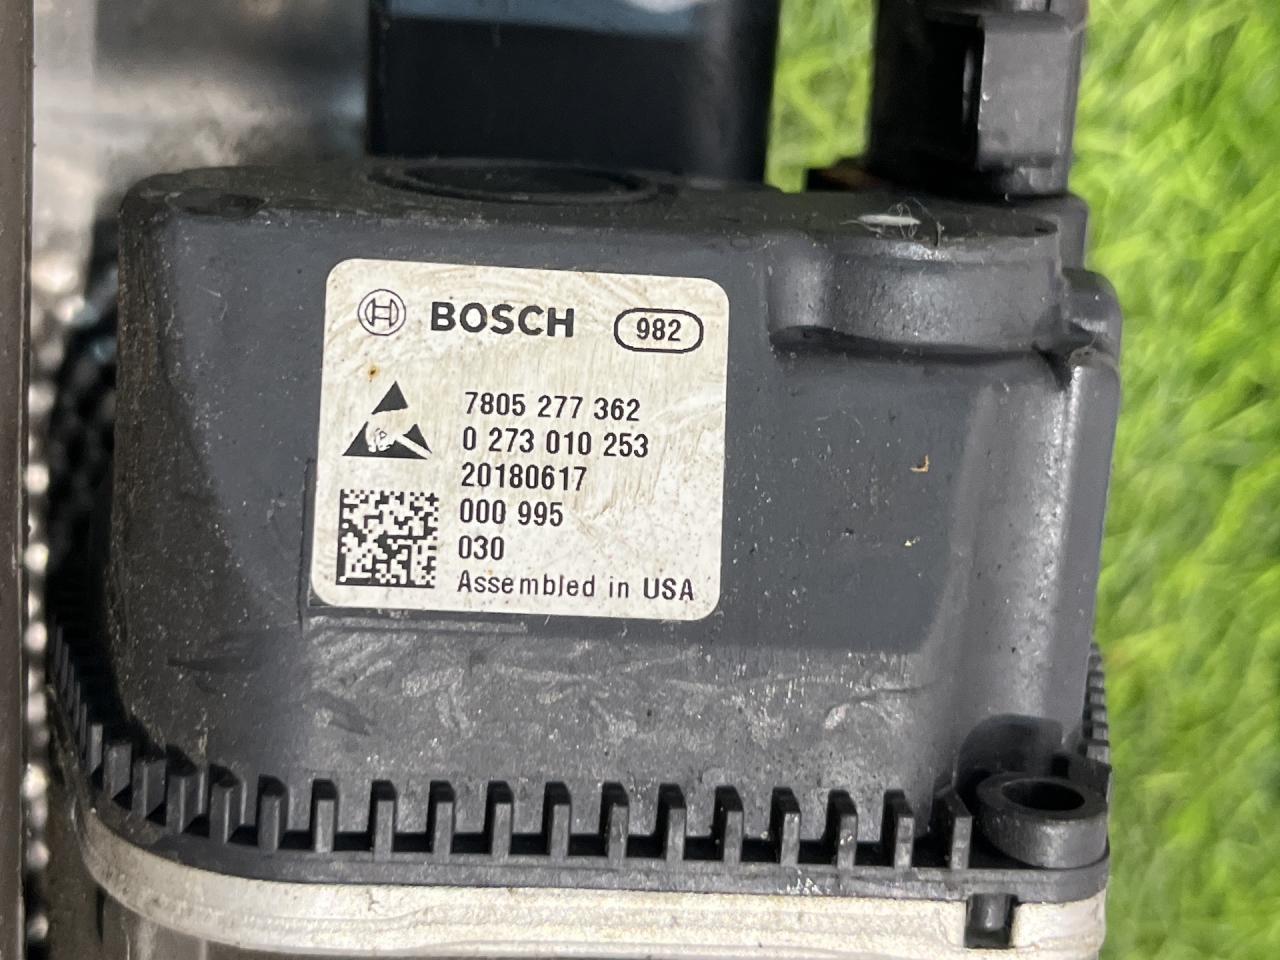 BOSCH 982
7805 277 362
0 273 010 253
20180617
000 995
030
Assembled in USA